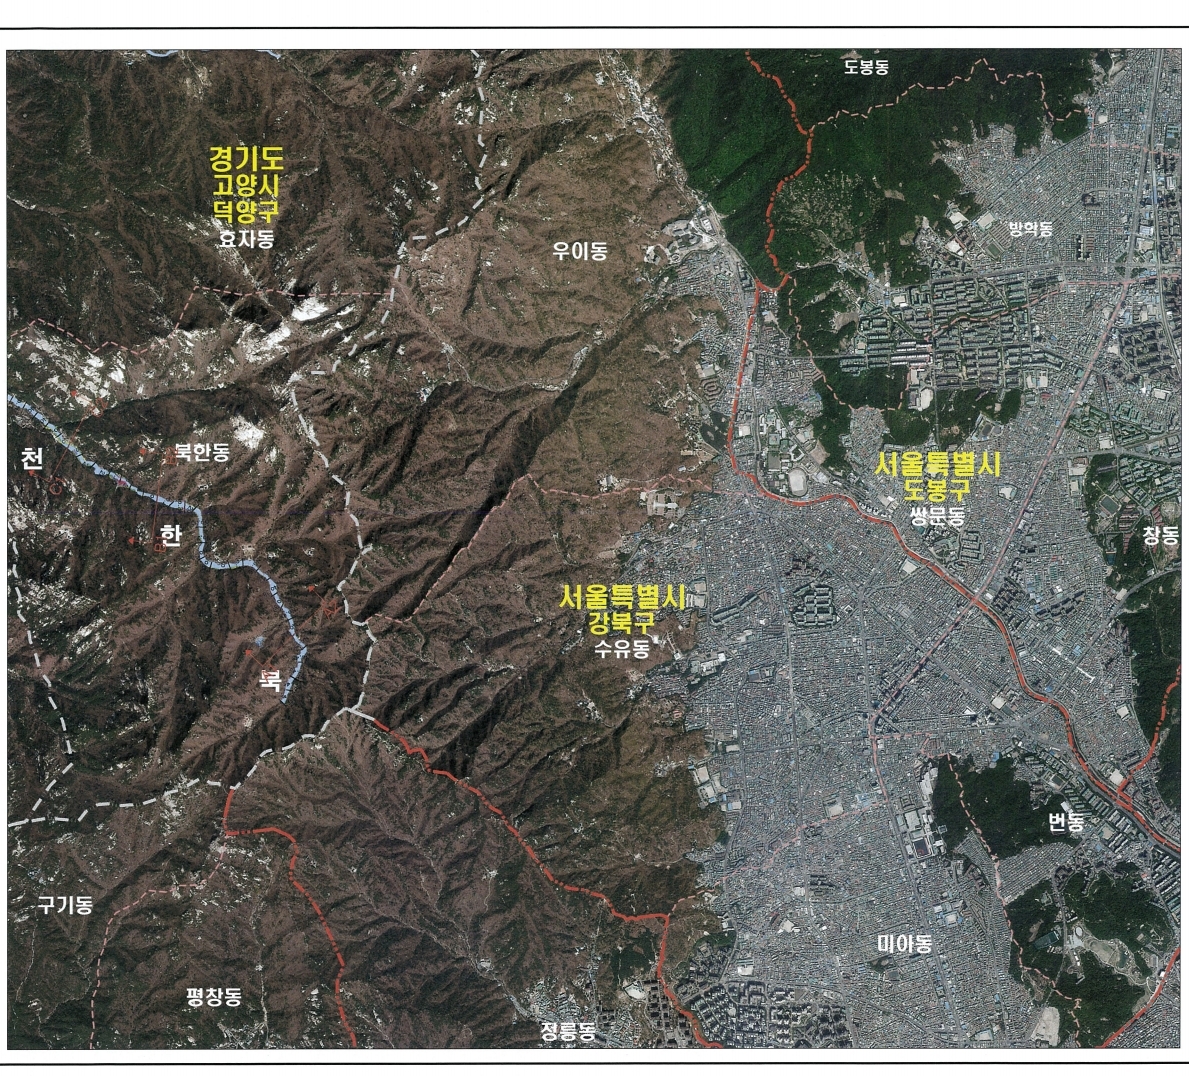 도봉동
경기도
고양시
덕양구
효자동
우이동
방학동
천
북한동
한
서울특별시
도봉구
쌍문동
창동
서울특별시
강북구
수유동
북
번동
구기동
미아동
평창동
정릉동